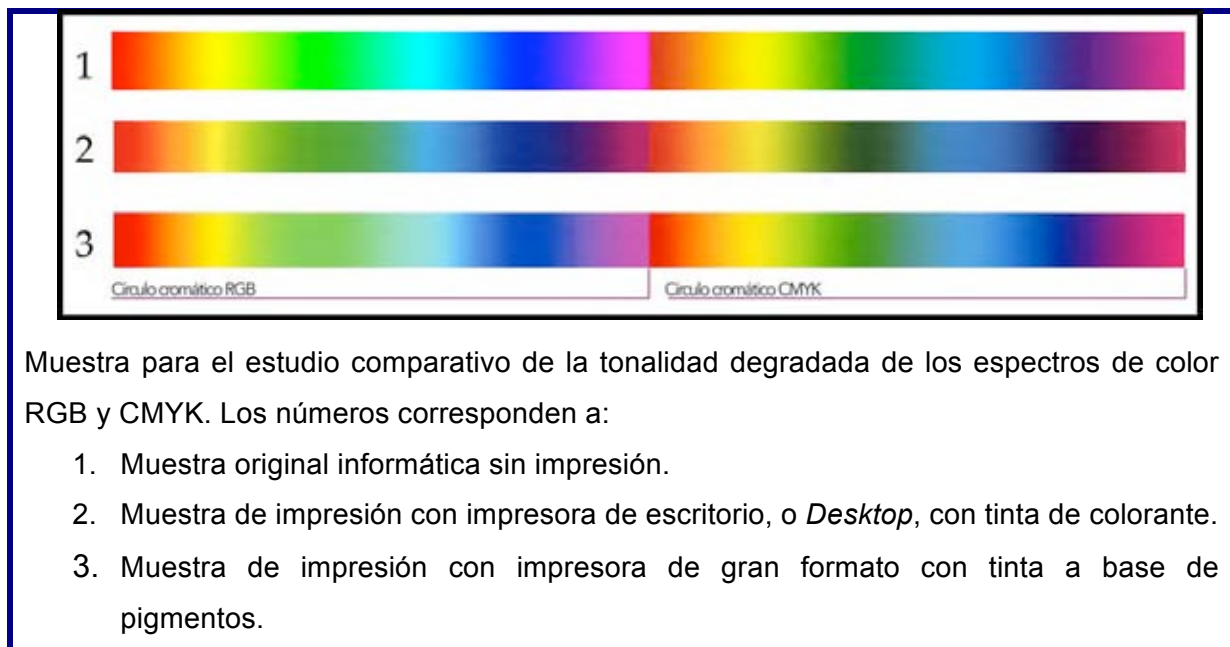 1
2
3
Círculo cromático RGB
Círculo cromático CMYK
Muestra para el estudio comparativo de la tonalidad degradada de los espectros de color
RGB y CMYK. Los números corresponden a:
1. Muestra original informática sin impresión.
2. Muestra de impresión con impresora de escritorio, o Desktop, con tinta de colorante.
3. Muestra de impresión con impresora de gran formato con tinta a base de
pigmentos.